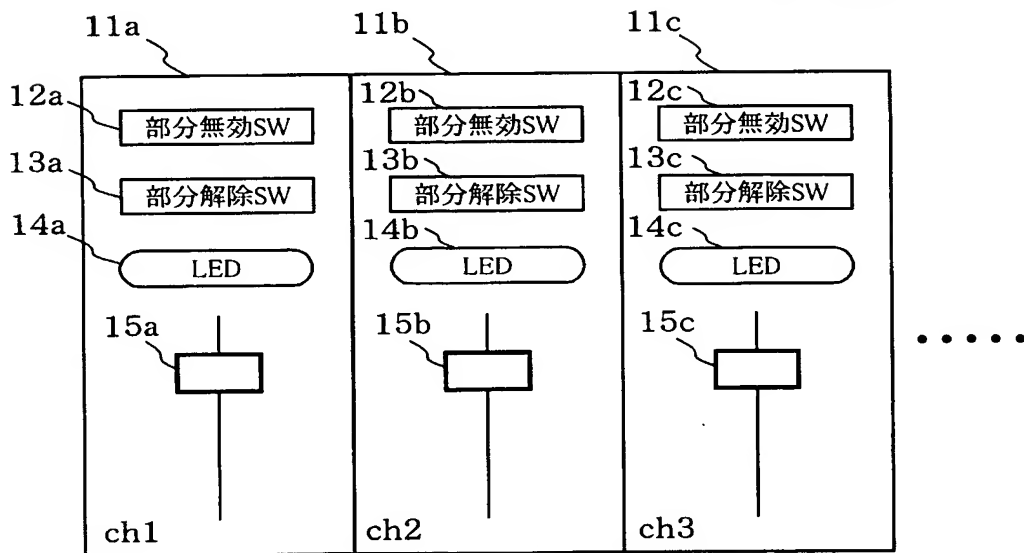 11a 11b 11c
12a 12b 12c
部分無効SW 部分無効SW 部分無効SW
13a 13b 13c
部分解除SW 部分解除SW 部分解除SW
14a 14b 14c
LED LED LED
15a 15b 15c
ch1 ch2 ch3